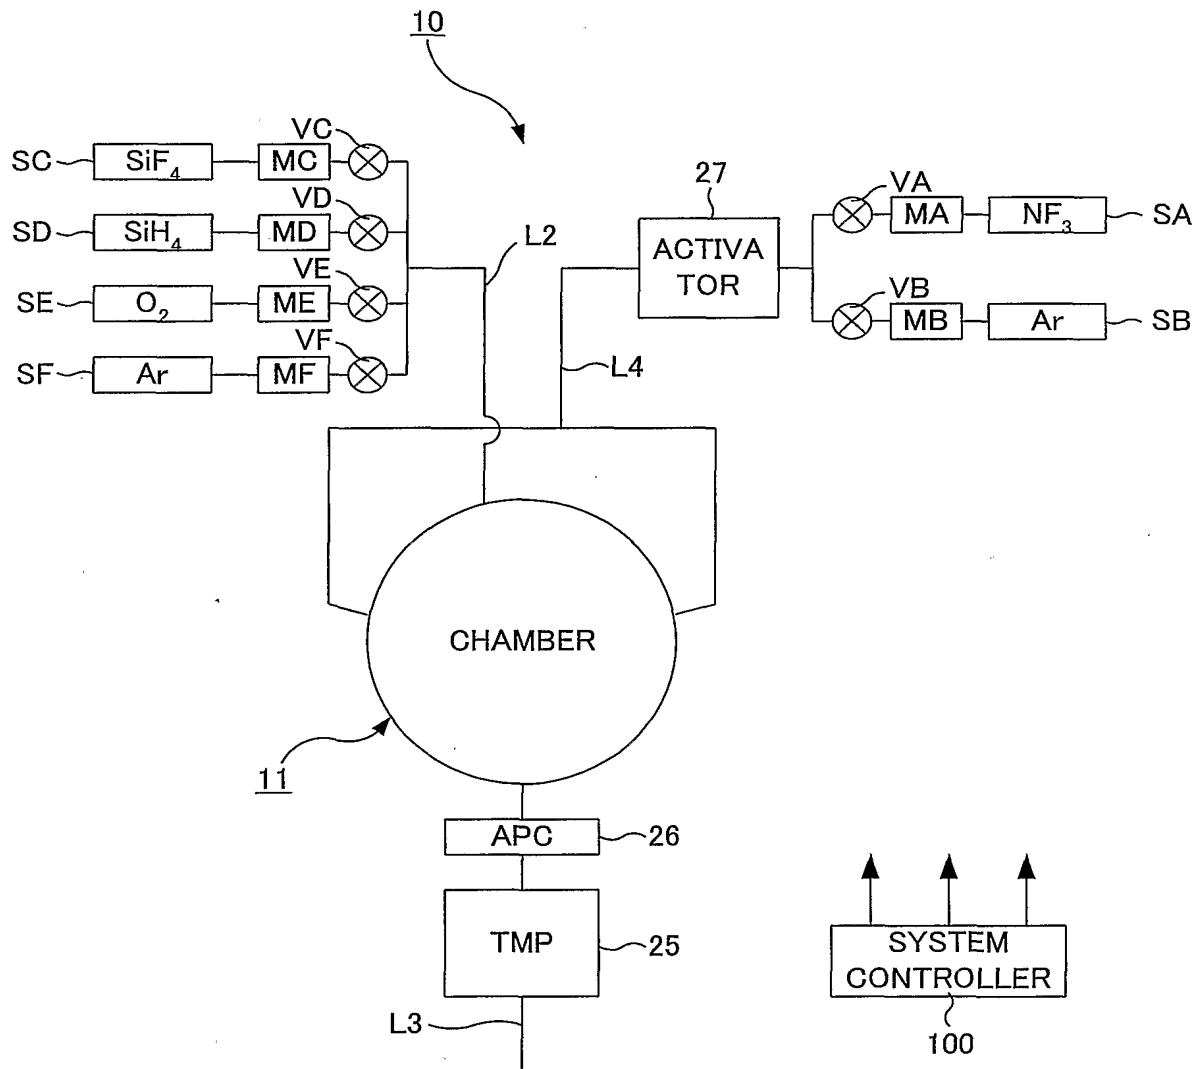 10
VC
SC SiF₄ MC
VD
SD SiH₄ MD
VE
SE O₂ ME
VF
SF Ar MF
L2
27
ACTIVA
TOR
VA
MA NF₃ SA
VB
MB Ar SB
L4
CHAMBER
11
APC 26
TMP 25
L3
SYSTEM
CONTROLLER
100